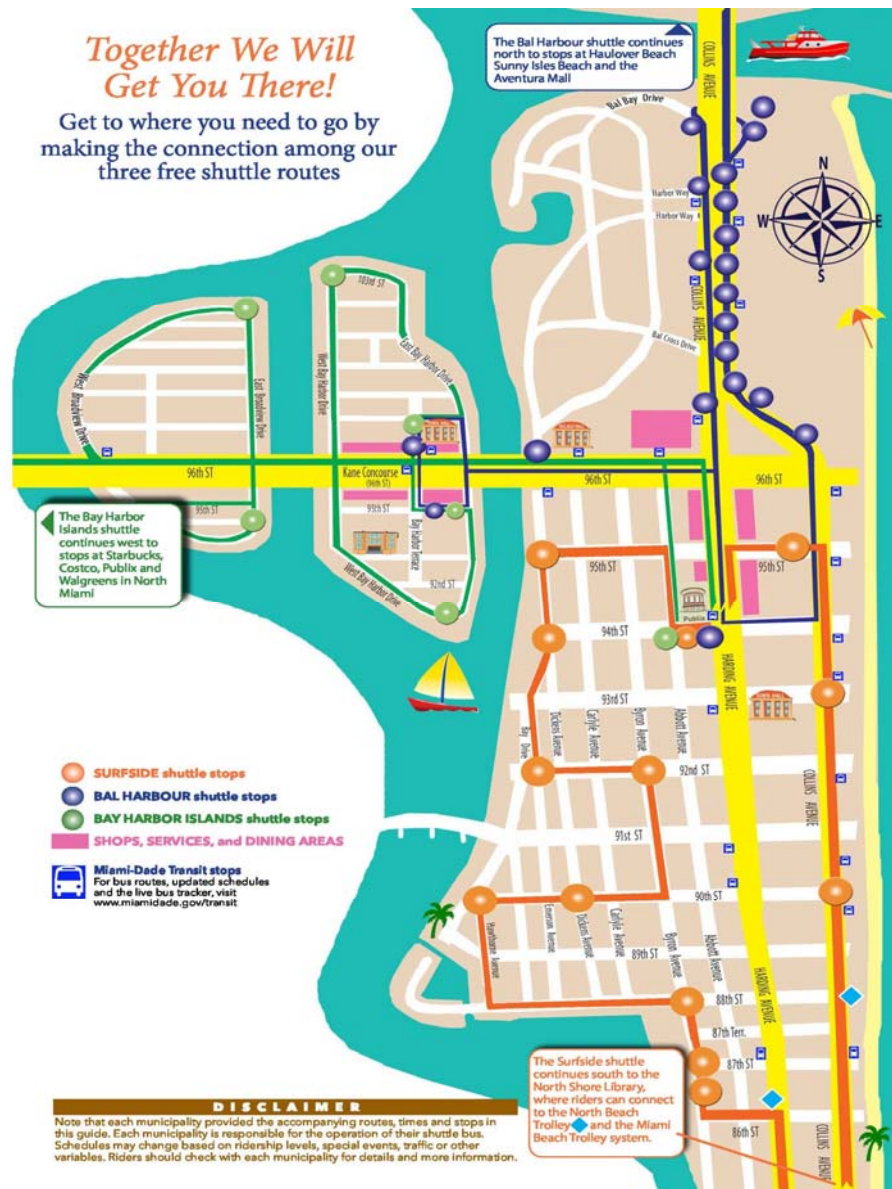 Together We Will
Get You There!
Get to where you need to go by
making the connection among our
three free shuttle routes
The Bal Harbour shuttle continues
north to stops at Haulover Beach
Sunny Isles Beach and the
Aventura Mall
COLLINS AVENUE
Bal Bay Drive
Harbor Way
Harbor Way
N
W
E
S
COLLINS AVENUE
Bal Cross Drive
103rd ST
West Bay Harbor Drive
East Bay Harbor Drive
West Broadview Drive
East Broadview Drive
96th ST
Kane Concourse
(96th ST)
96th ST
96th ST
95th ST
95th ST
Bay Harbor Terrace
92nd ST
West Bay Harbor Drive
The Bay Harbor
Islands shuttle
continues west to
stops at Starbucks,
Costco, Publix and
Walgreens in North
Miami
95th ST
95th ST
Publix
94th ST
93rd ST
HARDING AVENUE
TOWN HALL
Bay Drive
Dickens Avenue
Carlyle Avenue
Byron Avenue
Abbott Avenue
92nd ST
COLLINS AVENUE
91st ST
90th ST
Hawthorne Avenue
Emerson Avenue
Dickens Avenue
Carlyle Avenue
Byron Avenue
Abbott Avenue
89th ST
HARDING AVENUE
88th ST
87th Terr.
87th ST
86th ST
COLLINS AVENUE
SURFSIDE shuttle stops
BAL HARBOUR shuttle stops
BAY HARBOR ISLANDS shuttle stops
SHOPS, SERVICES, and DINING AREAS
Miami-Dade Transit stops
For bus routes, updated schedules
and the live bus tracker, visit
www.miamidade.gov/transit
The Surfside shuttle
continues south to the
North Shore Library,
where riders can connect
to the North Beach
Trolley and the Miami
Beach Trolley system.
DISCLAIMER
Note that each municipality provided the accompanying routes, times and stops in
this guide. Each municipality is responsible for the operation of their shuttle bus.
Schedules may change based on ridership levels, special events, traffic or other
variables. Riders should check with each municipality for details and more information.